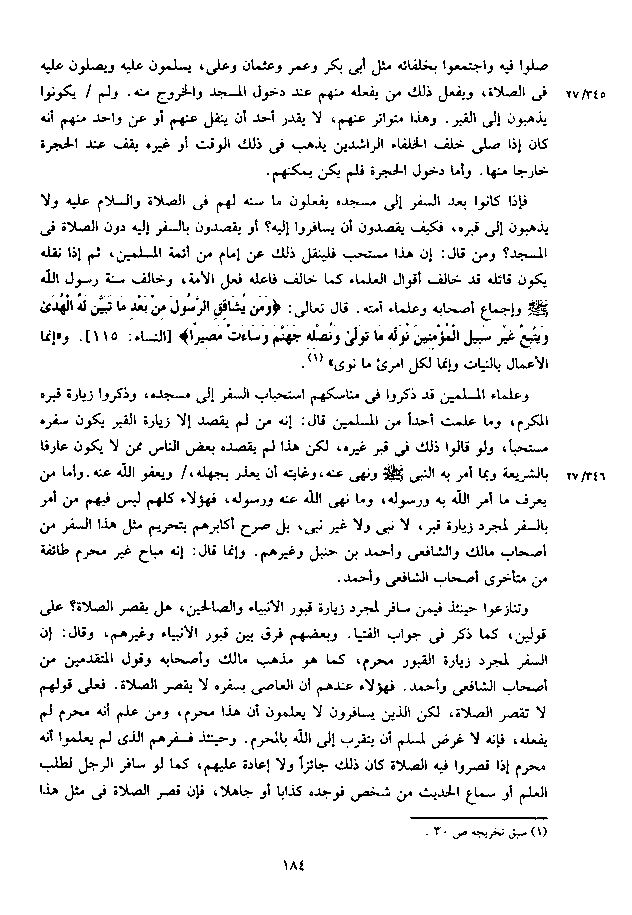 صلوا فيه واجتمعوا بخلفائه مثل أبى بكر وعمر وعثمان وعلى، يسلمون عليه ويصلون عليه
٢٧/٣٤٥ فى الصلاة، ويفعل ذلك من يفعله منهم عند دخول المسجد والخروج منه. ولم / يكونوا
يذهبون إلى القبر. وهذا متواتر عنهم، لا يقدر أحد أن ينقل عنهم أو عن واحد منهم أنه
كان إذا صلى خلف الخلفاء الراشدين يذهب فى ذلك الوقت أو غيره يقف عند الحجرة
خارجا منها. وأما دخول الحجرة فلم يكن يمكنهم.
فإذا كانوا بعد السفر إلى مسجده يفعلون ما سنه لهم فى الصلاة والسلام عليه ولا
يذهبون إلى قبره، فكيف يقصدون أن يسافروا إليه؟ أو يقصدون بالسفر إليه دون الصلاة فى
المسجد؟ ومن قال: إن هذا مستحب فلينقل ذلك عن إمام من أئمة المسلمين، ثم إذا نقله
يكون قائله قد خالف أقوال العلماء كما خالف فاعله فعل الأمة، وخالف سنة رسول الله
ﷺ وإجماع أصحابه وعلماء أمته. قال تعالى: ﴿وَمَن يُشَاقِقِ الرَّسُولَ مِنْ بَعْدِ مَا تَبَيَّنَ لَهُ الْهُدَىٰ
وَيَتَّبِعْ غَيْرَ سَبِيلِ الْمُؤْمِنِينَ نُوَلِّهِ مَا تَوَلَّىٰ وَنُصْلِهِ جَهَنَّمَ وَسَاءَتْ مَصِيرًا﴾ [النساء: ١١٥]. و«إنما
الأعمال بالنيات وإنما لكل امرئ ما نوى» (١).
وعلماء المسلمين قد ذكروا فى مناسكهم استحباب السفر إلى مسجده، وذكروا زيارة قبره
المكرم، وما علمت أحداً من المسلمين قال: إنه من لم يقصد إلا زيارة القبر يكون سفره
مستحباً، ولو قالوا ذلك فى قبر غيره، لكن هذا لم يقصده بعض الناس ممن لا يكون عارفا
٢٧/٣٤٦ بالشريعة وبما أمر به النبى ﷺ ونهى عنه، وغايته أن يعذر بجهله، / ويعفو الله عنه. وأما من
يعرف ما أمر الله به ورسوله، وما نهى الله عنه ورسوله، فهؤلاء كلهم ليس فيهم من أمر
بالسفر لمجرد زيارة قبر، لا نبى ولا غير نبى، بل صرح أكابرهم بتحريم مثل هذا السفر من
أصحاب مالك والشافعى وأحمد بن حنبل وغيرهم. وإنما قال: إنه مباح غير محرم طائفة
من متأخرى أصحاب الشافعى وأحمد.
وتنازعوا حينئذ فيمن سافر لمجرد زيارة قبور الأنبياء والصالحين، هل يقصر الصلاة؟ على
قولين، كما ذكر فى جواب الفتيا. وبعضهم فرق بين قبور الأنبياء وغيرهم، وقال: إن
السفر لمجرد زيارة القبور محرم، كما هو مذهب مالك وأصحابه وقول المتقدمين من
أصحاب الشافعى وأحمد. فهؤلاء عندهم أن العاصى بسفره لا يقصر الصلاة. فعلى قولهم
لا تقصر الصلاة، لكن الذين يسافرون لا يعلمون أن هذا محرم، ومن علم أنه محرم لم
يفعله، فإنه لا غرض لمسلم أن يتقرب إلى الله بالمحرم. وحينئذ فسفرهم الذى لم يعلموا أنه
محرم إذا قصروا فيه الصلاة كان ذلك جائزاً ولا إعادة عليهم، كما لو سافر الرجل لطلب
العلم أو سماع الحديث من شخص فوجده كذابا أو جاهلا، فإن قصر الصلاة فى مثل هذا
(١) سبق تخريجه ص ٣٠ .
١٨٤